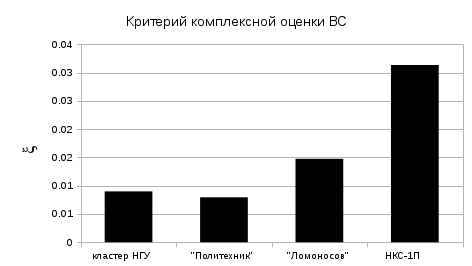 Критерий комплексной оценки ВС
0.04
0.03
0.03
0.02
0.02
0.01
0.01
0
ξ
кластер НГУ
"Политехник"
"Ломоносов"
НКС-1П